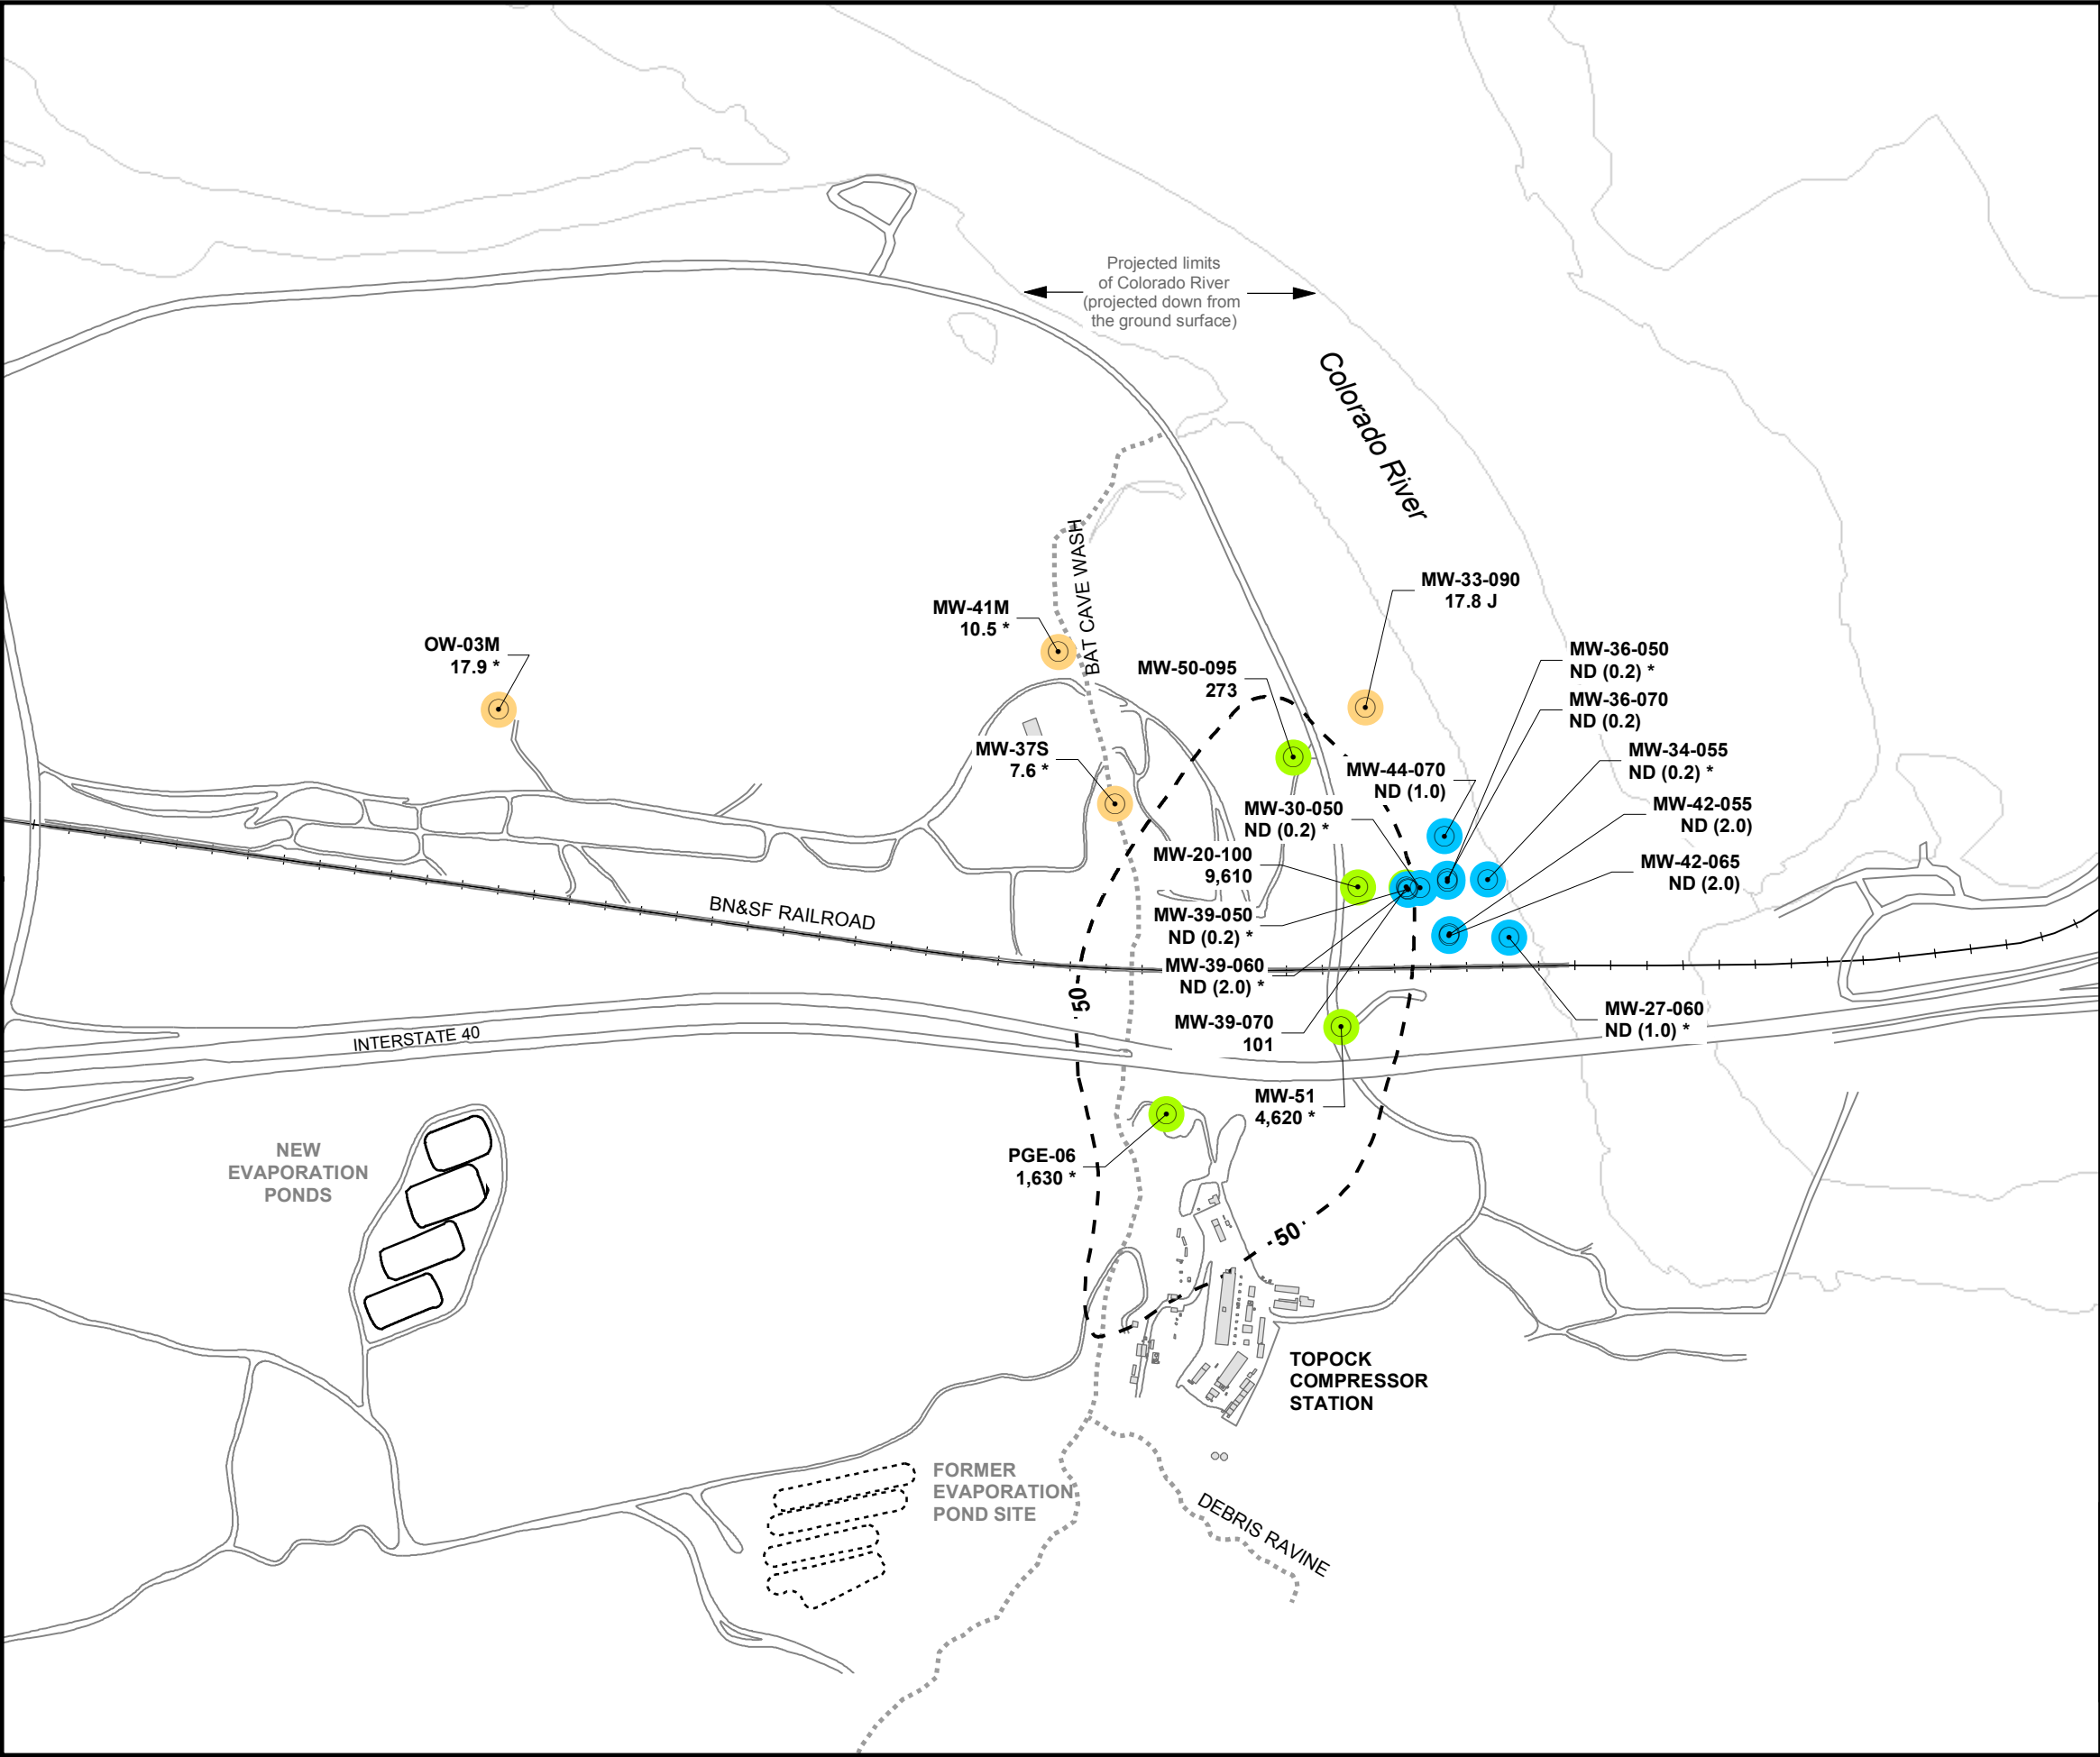 Projected limits
of Colorado River
(projected down from
the ground surface)
Colorado River
BAT CAVE WASH
MW-33-090
17.8 J
MW-41M
10.5 *
OW-03M
17.9 *
MW-50-095
273
MW-36-050
ND (0.2) *
MW-36-070
ND (0.2)
MW-37S
7.6 *
MW-44-070
ND (1.0)
MW-34-055
ND (0.2) *
MW-30-050
ND (0.2) *
MW-42-055
ND (2.0)
MW-20-100
9,610
MW-42-065
ND (2.0)
BN&SF RAILROAD
MW-39-050
ND (0.2) *
MW-39-060
ND (2.0) *
50
MW-39-070
101
MW-27-060
ND (1.0) *
INTERSTATE 40
MW-51
4,620 *
PGE-06
1,630 *
NEW
EVAPORATION
PONDS
50
TOPOCK
COMPRESSOR
STATION
FORMER
EVAPORATION
POND SITE
DEBRIS RAVINE